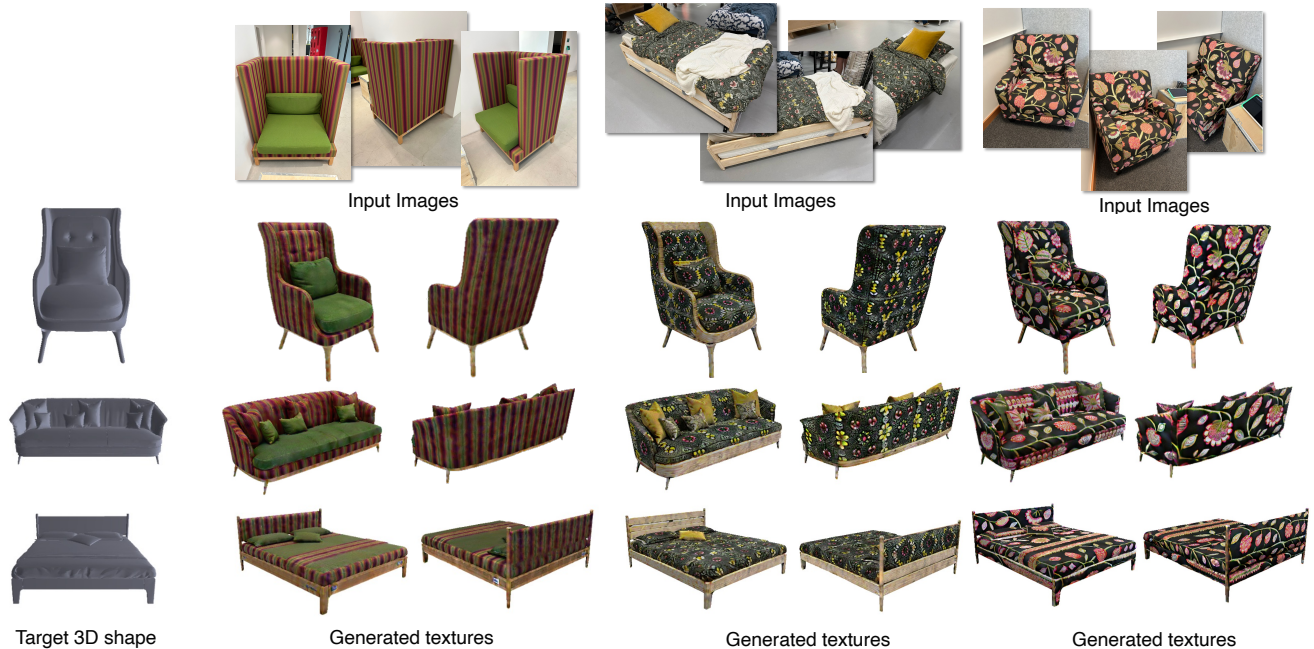 Input Images
Input Images
Input Images
Target 3D shape
Generated textures
Generated textures
Generated textures